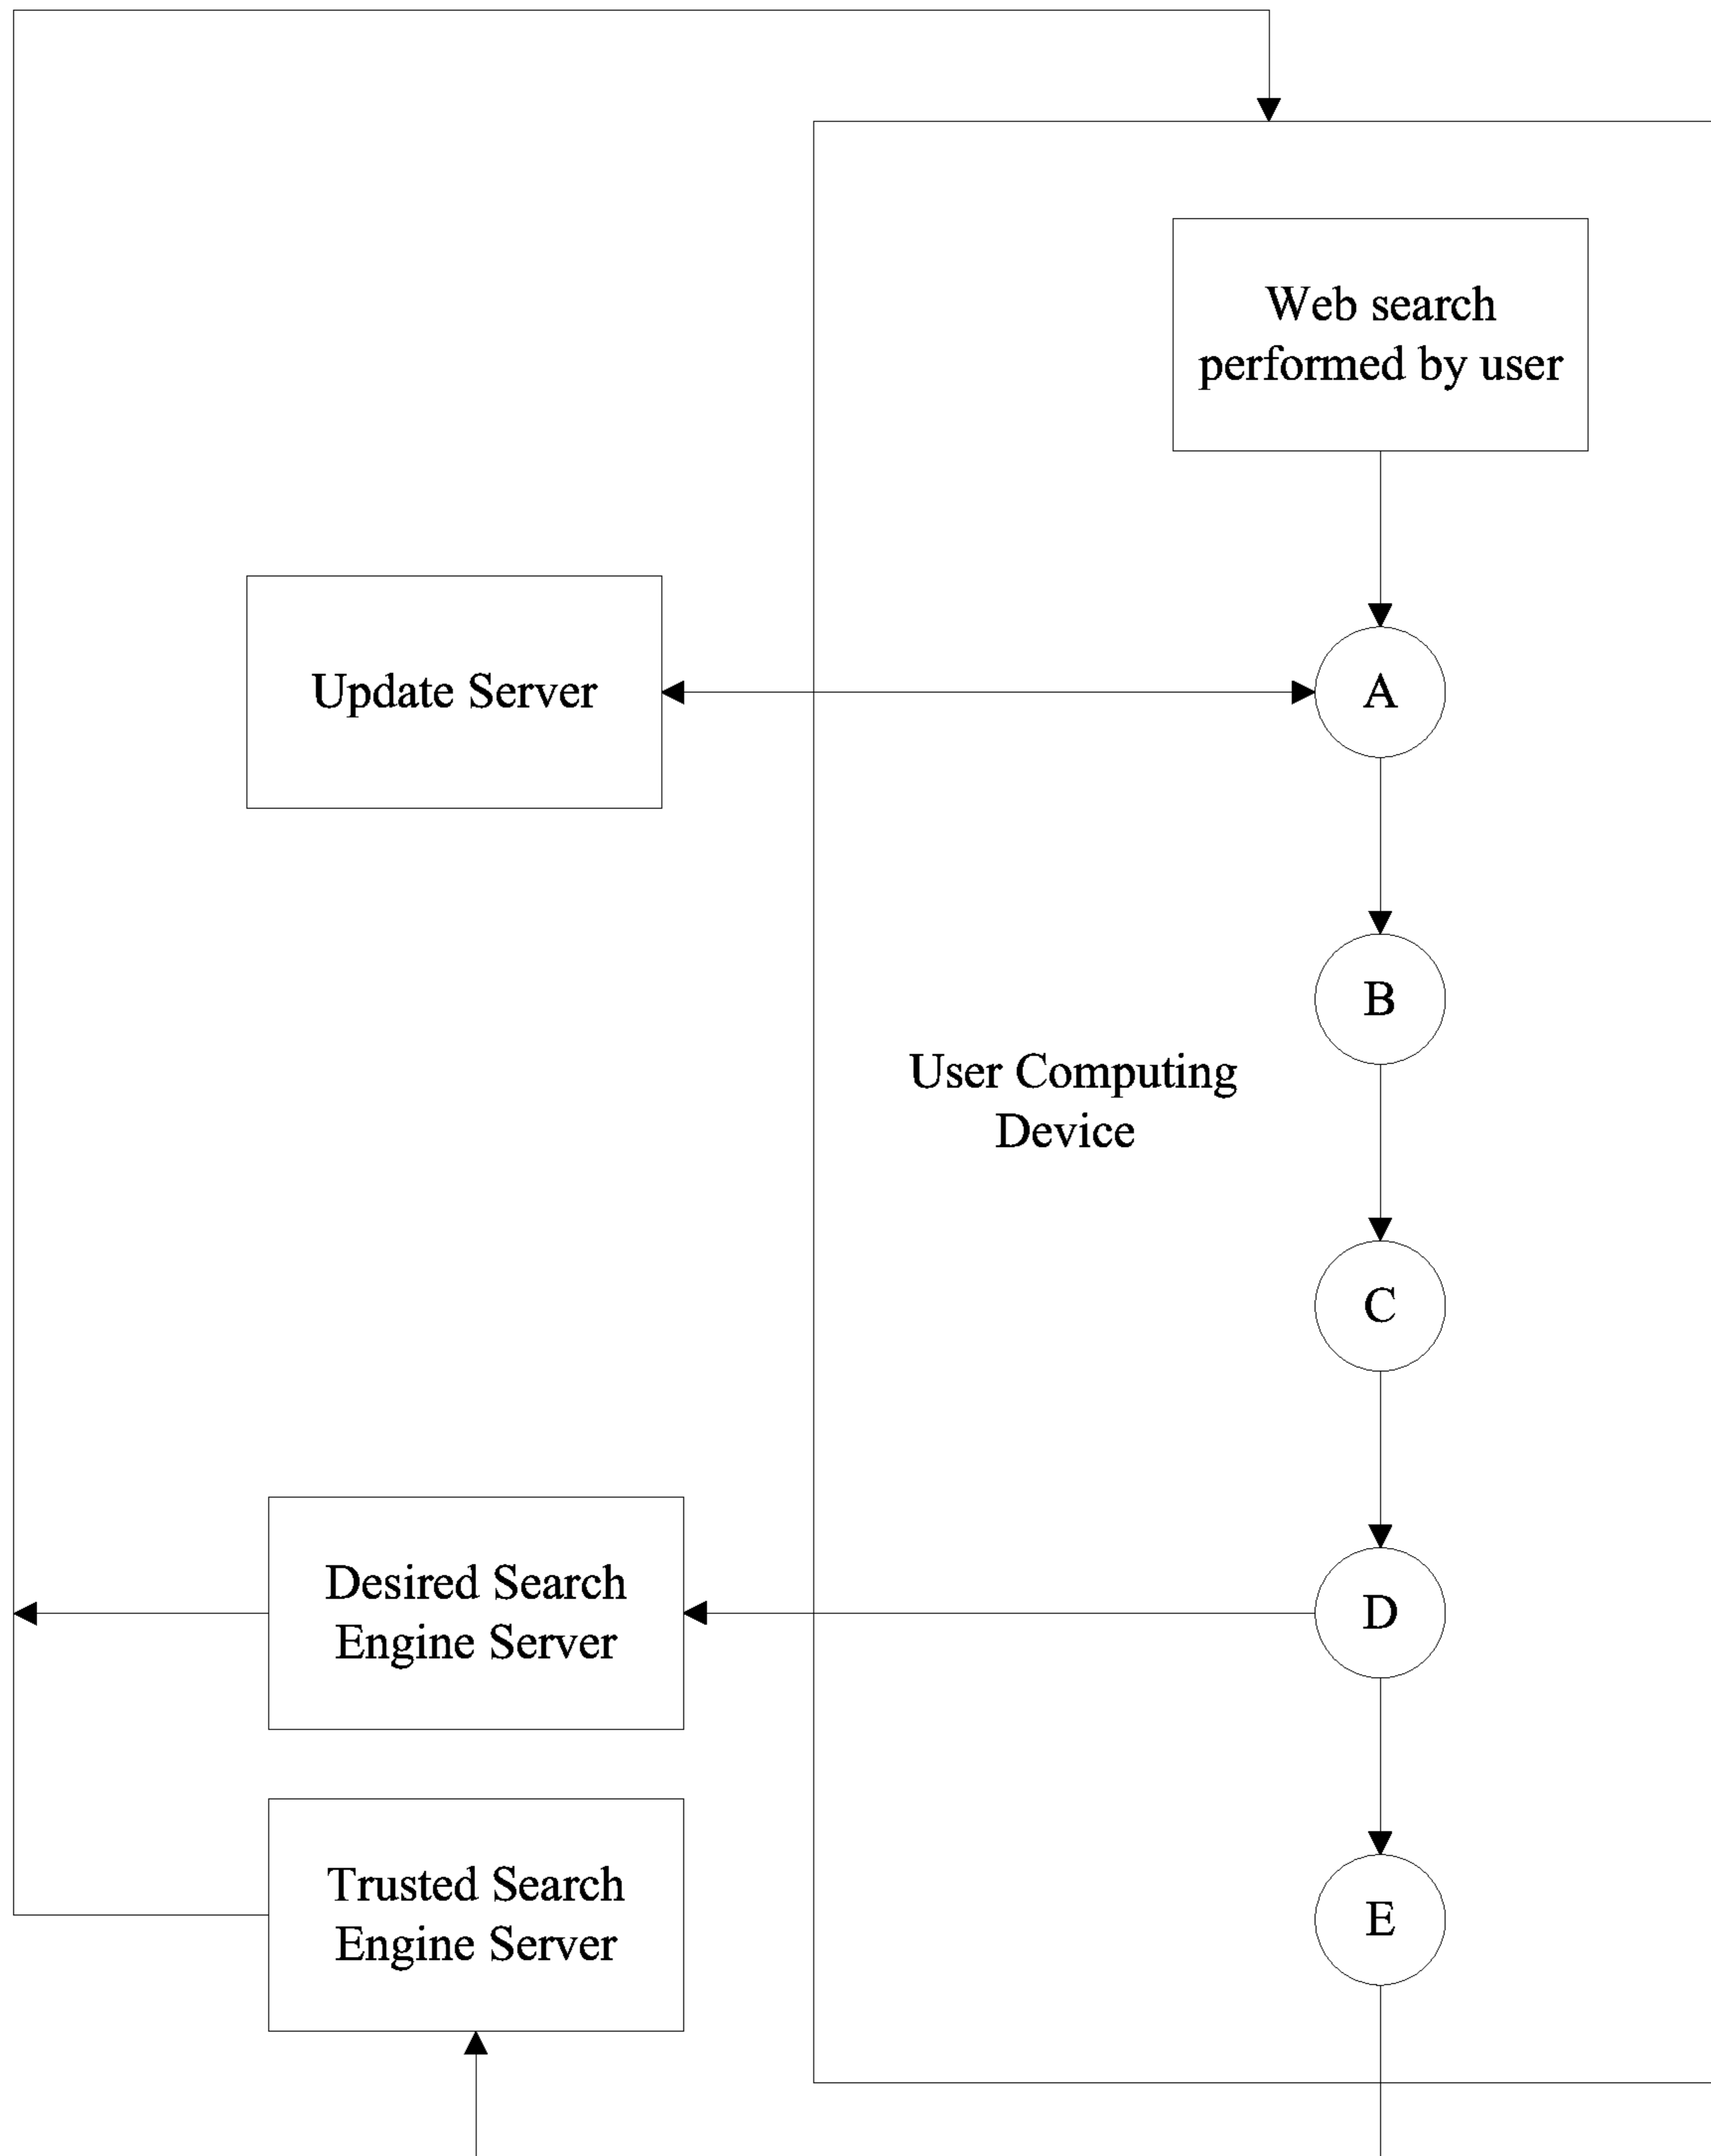 Web search
performed by user
Update Server
A
B
User Computing
Device
C
Desired Search
Engine Server
D
Trusted Search
Engine Server
E